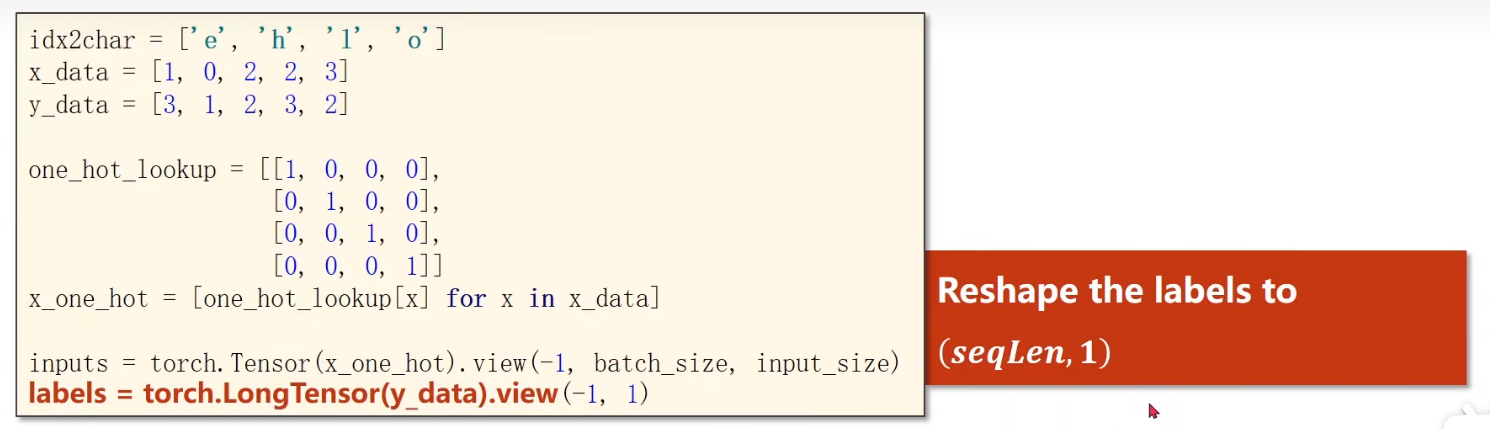 idx2char = ['e', 'h', 'l', 'o']
x_data = [1, 0, 2, 2, 3]
y_data = [3, 1, 2, 3, 2]
one_hot_lookup = [[1, 0, 0, 0],
[0, 1, 0, 0],
[0, 0, 1, 0],
[0, 0, 0, 1]]
x_one_hot = [one_hot_lookup[x] for x in x_data]
inputs = torch.Tensor(x_one_hot).view(-1, batch_size, input_size)
labels = torch.LongTensor(y_data).view(-1, 1)
Reshape the labels to
(seqLen, 1)